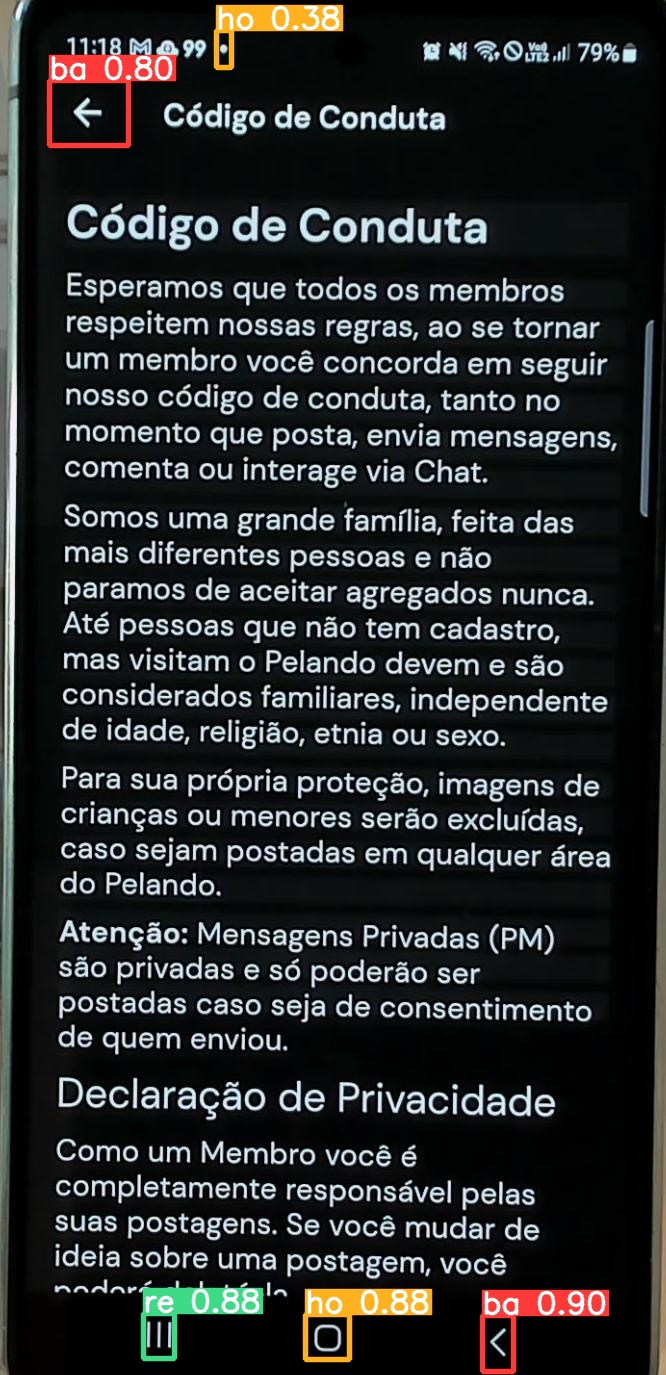 ho 0.38
11:18 99 • Vo) LTE2 79%
ba 0.80
Código de Conduta
Código de Conduta
Esperamos que todos os membros
respeitem nossas regras, ao se tornar
um membro você concorda em seguir
nosso código de conduta, tanto no
momento que posta, envia mensagens,
comenta ou interage via Chat.
Somos uma grande família, feita das
mais diferentes pessoas e não
paramos de aceitar agregados nunca.
Até pessoas que não tem cadastro,
mas visitam o Pelando devem e são
considerados familiares, independente
de idade, religião, etnia ou sexo.
Para sua própria proteção, imagens de
crianças ou menores serão excluídas,
caso sejam postadas em qualquer área
do Pelando.
Atenção: Mensagens Privadas (PM)
são privadas e só poderão ser
postadas caso seja de consentimento
de quem enviou.
Declaração de Privacidade
Como um Membro você é
completamente responsável pelas
suas postagens. Se você mudar de
ideia sobre uma postagem, você
re 0.88 ho 0.88 ba 0.90